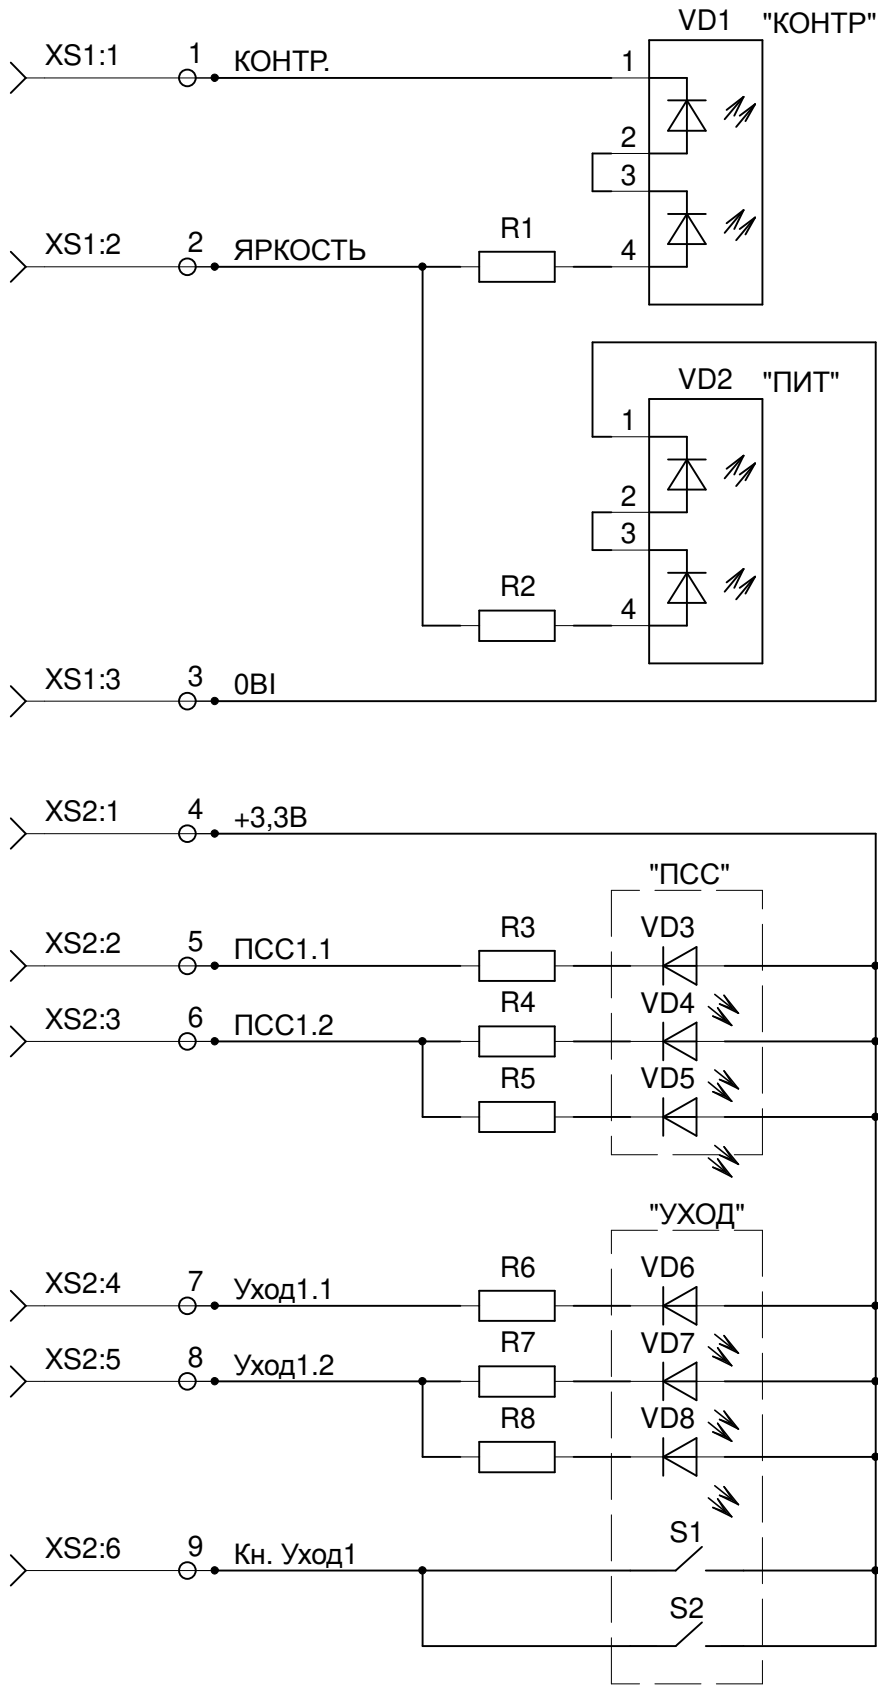 VD1 "КОНТР"
XS1:1 1 КОНТР. 1
2
3
XS1:2 2 ЯРКОСТЬ R1 4
VD2 "ПИТ"
1
2
3
R2 4
XS1:3 3 0ВI
XS2:1 4 +3,3В
"ПСС"
XS2:2 5 ПСС1.1 R3 VD3
XS2:3 6 ПСС1.2 R4 VD4
R5 VD5
"УХОД"
XS2:4 7 Уход1.1 R6 VD6
XS2:5 8 Уход1.2 R7 VD7
R8 VD8
XS2:6 9 Кн. Уход1 S1
S2